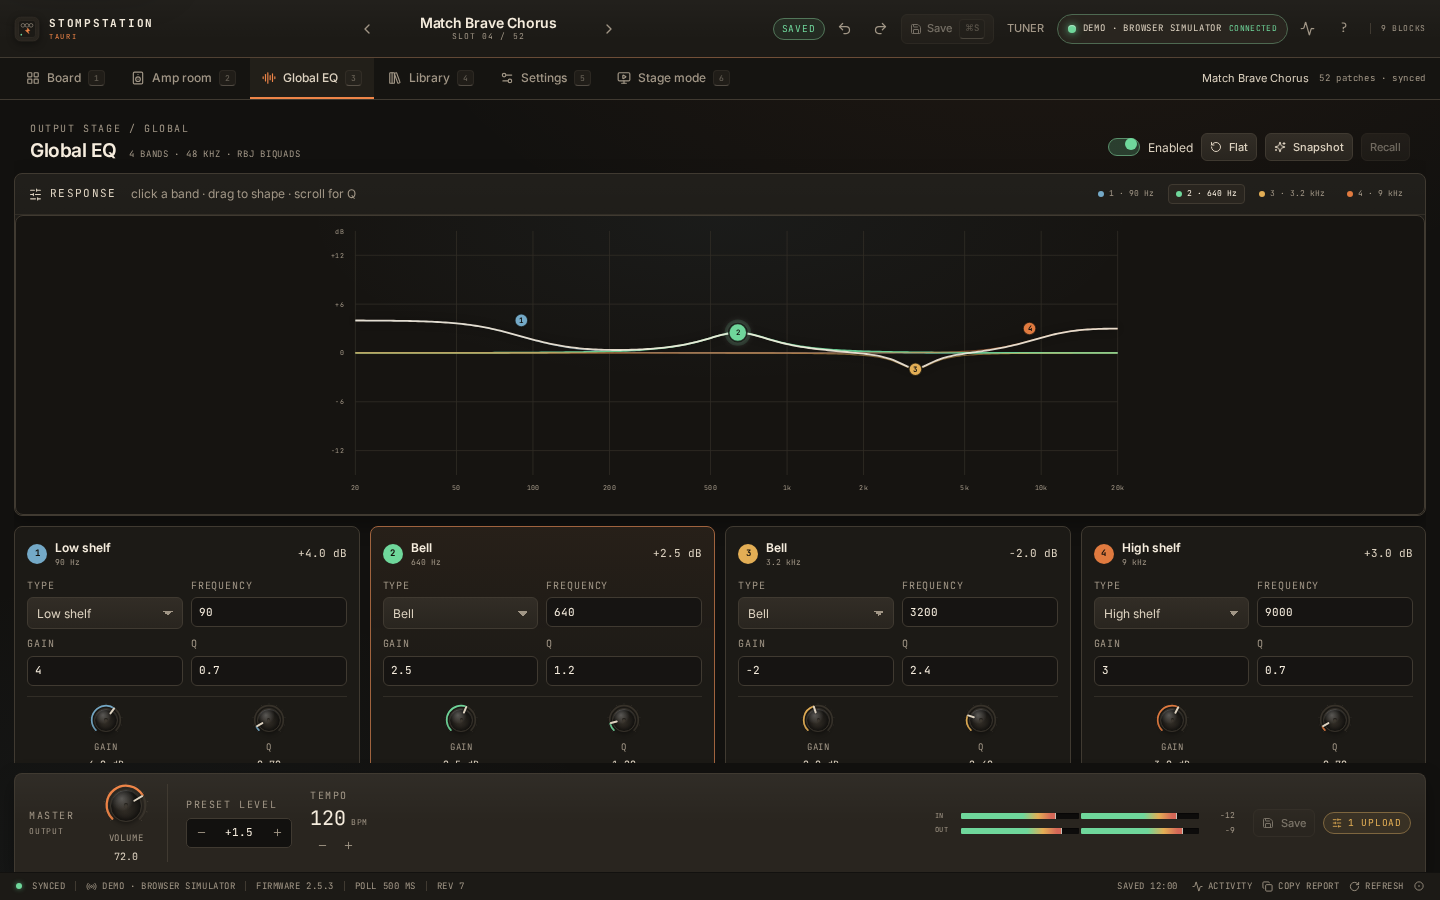 STOMPSTATION
TAURI
Match Brave Chorus
SLOT 04 / 52
SAVED
Save ⌘S
TUNER
DEMO · BROWSER SIMULATOR CONNECTED
?
9 BLOCKS
Board 1
Amp room 2
Global EQ 3
Library 4
Settings 5
Stage mode 6
Match Brave Chorus 52 patches · synced
OUTPUT STAGE / GLOBAL
Global EQ 4 BANDS · 48 KHZ · RBJ BIQUADS
Enabled
Flat
Snapshot
Recall
RESPONSE click a band · drag to shape · scroll for Q
1 · 90 Hz
2 · 640 Hz
3 · 3.2 kHz
4 · 9 kHz
dB
+12
+6
0
-6
-12
1
2
3
4
20 50 100 200 500 1k 2k 5k 10k 20k
1 Low shelf +4.0 dB
90 Hz
TYPE FREQUENCY
Low shelf 90
GAIN Q
4 0.7
GAIN Q
2 Bell +2.5 dB
640 Hz
TYPE FREQUENCY
Bell 640
GAIN Q
2.5 1.2
GAIN Q
3 Bell -2.0 dB
3.2 kHz
TYPE FREQUENCY
Bell 3200
GAIN Q
-2 2.4
GAIN Q
4 High shelf +3.0 dB
9 kHz
TYPE FREQUENCY
High shelf 9000
GAIN Q
3 0.7
GAIN Q
MASTER
OUTPUT
VOLUME
72.0
PRESET LEVEL
− +1.5 +
TEMPO
120 BPM
− +
IN -12
OUT -9
Save
1 UPLOAD
SYNCED
DEMO · BROWSER SIMULATOR
FIRMWARE 2.5.3
POLL 500 MS
REV 7
SAVED 12:00
ACTIVITY
COPY REPORT
REFRESH